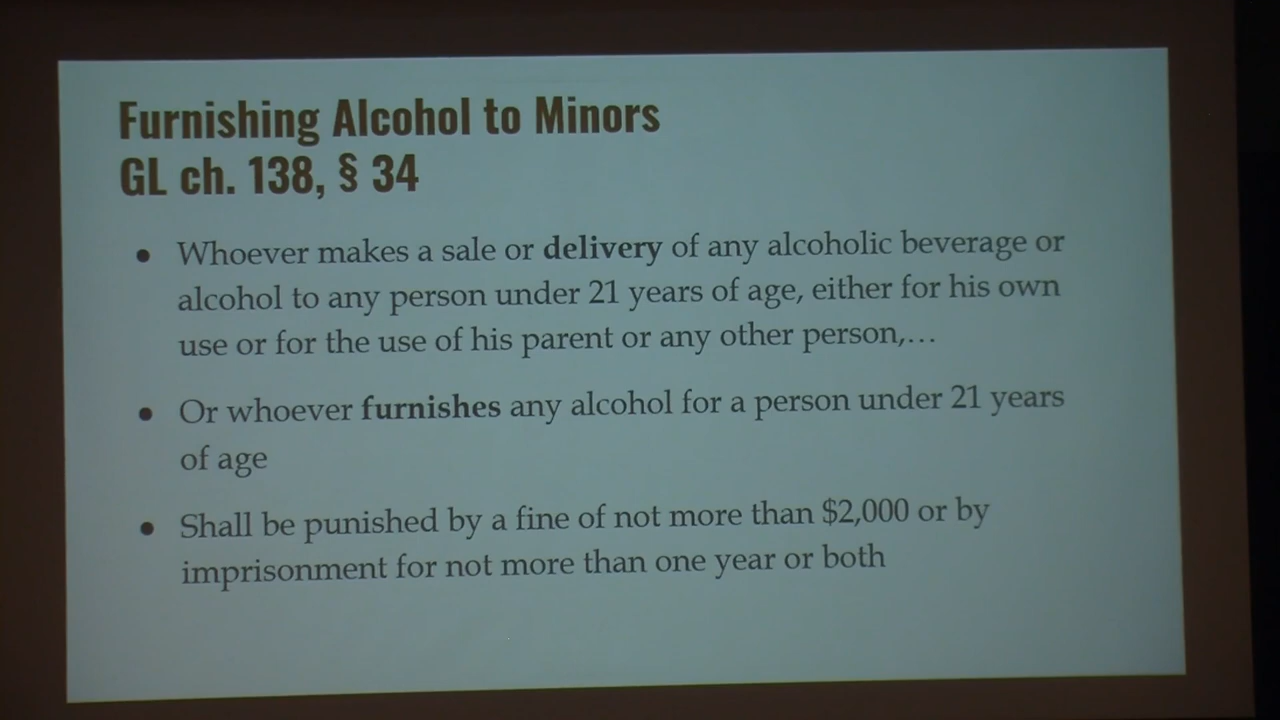 Furnishing Alcohol to Minors
GL ch. 138, § 34
• Whoever makes a sale or delivery of any alcoholic beverage or
alcohol to any person under 21 years of age, either for his own
use or for the use of his parent or any other person,…
• Or whoever furnishes any alcohol for a person under 21 years
of age
• Shall be punished by a fine of not more than $2,000 or by
imprisonment for not more than one year or both